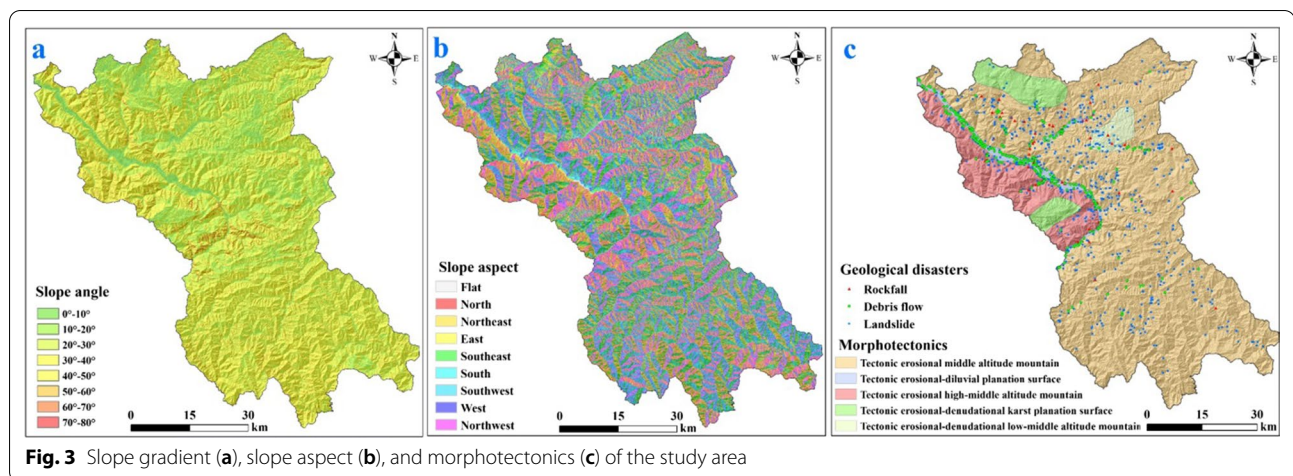 a
N
W E
S
Slope angle
0°-10°
10°-20°
20°-30°
30°-40°
40°-50°
50°-60°
60°-70°
70°-80°
0 15 30
km
b
N
W E
S
Slope aspect
Flat
North
Northeast
East
Southeast
South
Southwest
West
Northwest
0 15 30
km
c
N
W E
S
Geological disasters
Rockfall
Debris flow
Landslide
Morphotectonics
Tectonic erosional middle altitude mountain
Tectonic erosional-diluvial planation surface
Tectonic erosional high-middle altitude mountain
Tectonic erosional-denudational karst planation surface
Tectonic erosional-denudational low-middle altitude mountain
0 15 30
km
Fig. 3 Slope gradient (a), slope aspect (b), and morphotectonics (c) of the study area